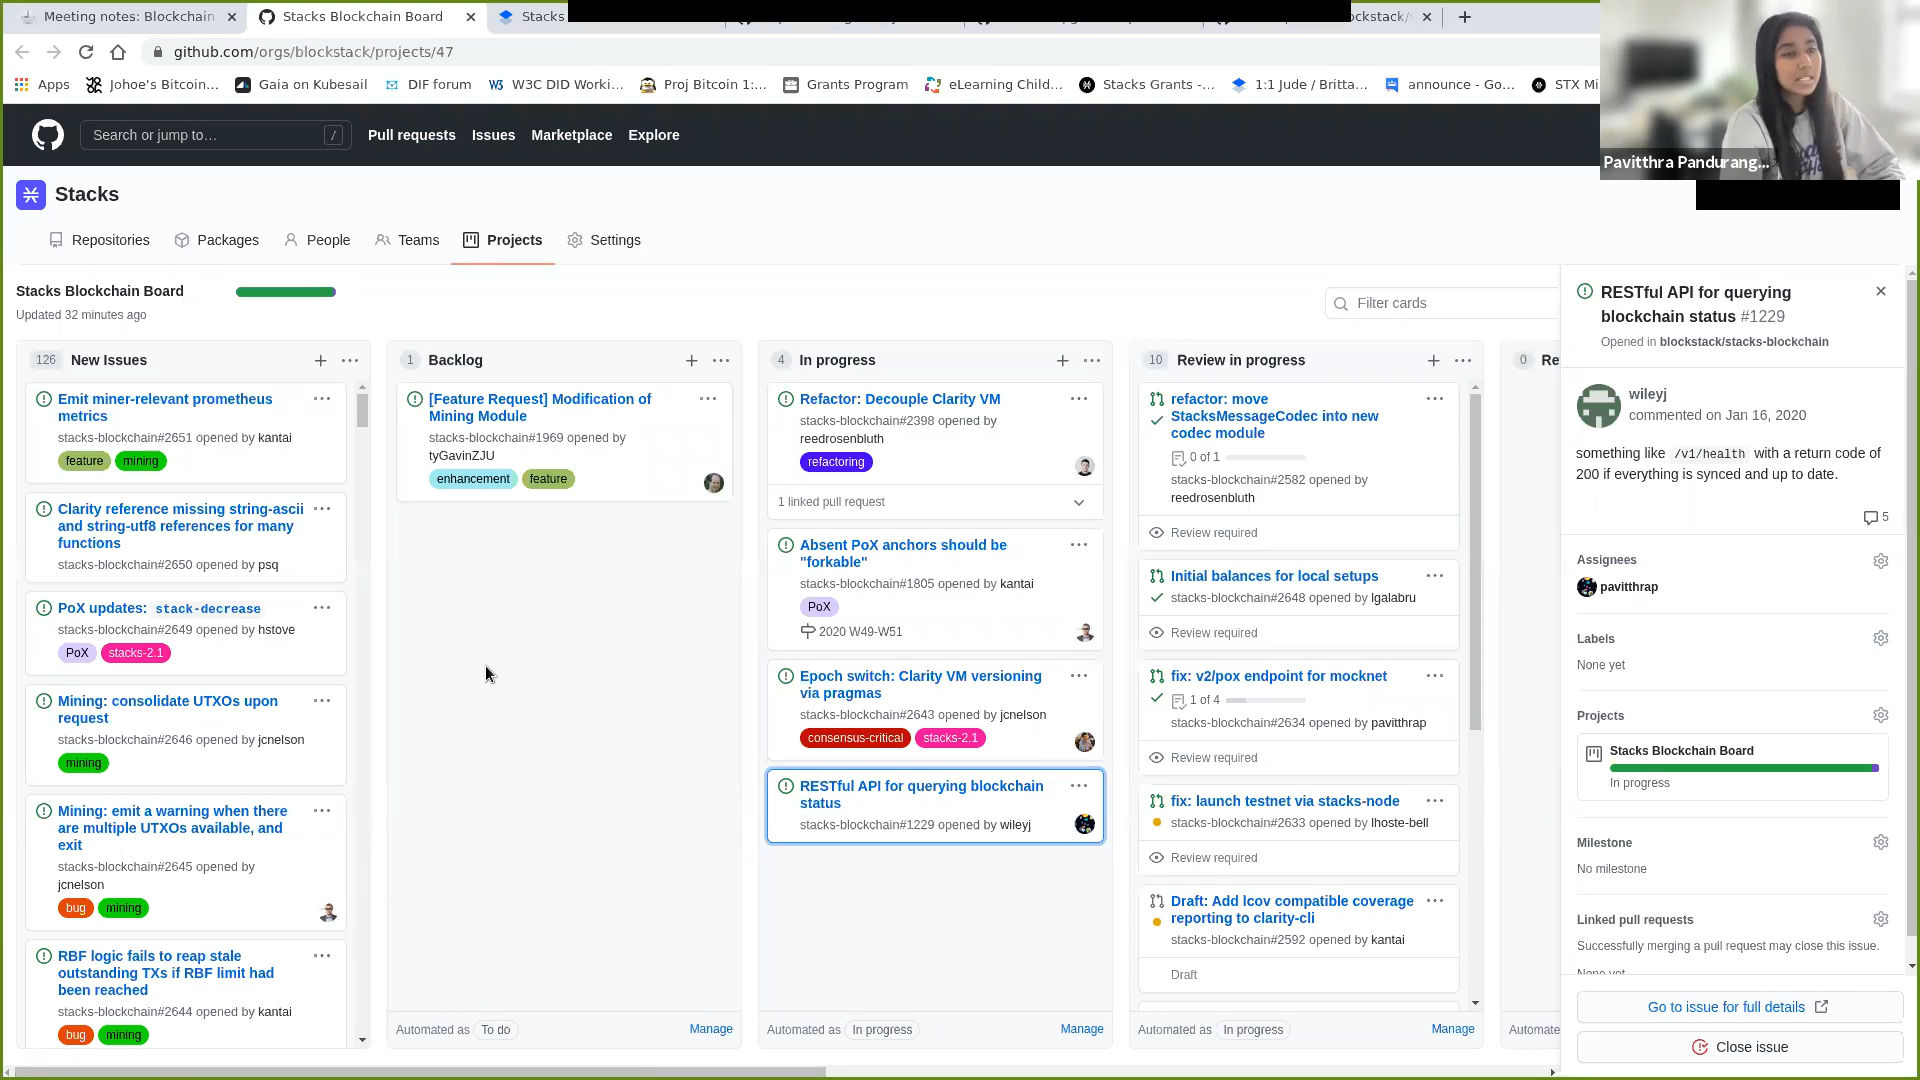 Meeting notes: Blockchain
Stacks Blockchain Board
Stacks
ockstack/
github.com/orgs/blockstack/projects/47
Apps
Johoe's Bitcoin...
Gaia on Kubesail
DIF forum
W3C DID Worki...
Proj Bitcoin 1:...
Grants Program
eLearning Child...
Stacks Grants -...
1:1 Jude / Britta...
announce - Go...
STX Mi
Pavitthra Pandurang...
Search or jump to...
/
Pull requests
Issues
Marketplace
Explore
Stacks
Repositories
Packages
People
Teams
Projects
Settings
Stacks Blockchain Board
Updated 32 minutes ago
Filter cards
126 New Issues
Emit miner-relevant prometheus
metrics
stacks-blockchain#2651 opened by kantai
feature mining
Clarity reference missing string-ascii
and string-utf8 references for many
functions
stacks-blockchain#2650 opened by psq
PoX updates: stack-decrease
stacks-blockchain#2649 opened by hstove
PoX stacks-2.1
Mining: consolidate UTXOs upon
request
stacks-blockchain#2646 opened by jcnelson
mining
Mining: emit a warning when there
are multiple UTXOs available, and
exit
stacks-blockchain#2645 opened by
jcnelson
bug mining
RBF logic fails to reap stale
outstanding TXs if RBF limit had
been reached
stacks-blockchain#2644 opened by kantai
bug mining
1 Backlog
[Feature Request] Modification of
Mining Module
stacks-blockchain#1969 opened by
tyGavinZJU
enhancement feature
Automated as To do Manage
4 In progress
Refactor: Decouple Clarity VM
stacks-blockchain#2398 opened by
reedrosenbluth
refactoring
1 linked pull request
Absent PoX anchors should be
"forkable"
stacks-blockchain#1805 opened by kantai
PoX
2020 W49-W51
Epoch switch: Clarity VM versioning
via pragmas
stacks-blockchain#2643 opened by jcnelson
consensus-critical stacks-2.1
RESTful API for querying blockchain
status
stacks-blockchain#1229 opened by wileyj
Automated as In progress Manage
10 Review in progress
refactor: move
StacksMessageCodec into new
codec module
0 of 1
stacks-blockchain#2582 opened by
reedrosenbluth
Review required
Initial balances for local setups
stacks-blockchain#2648 opened by lgalabru
Review required
fix: v2/pox endpoint for mocknet
1 of 4
stacks-blockchain#2634 opened by pavitthrap
Review required
fix: launch testnet via stacks-node
stacks-blockchain#2633 opened by lhoste-bell
Review required
Draft: Add lcov compatible coverage
reporting to clarity-cli
stacks-blockchain#2592 opened by kantai
Draft
Automated as In progress Manage
0 Re
Automate
RESTful API for querying
blockchain status #1229
Opened in blockstack/stacks-blockchain
wileyj
commented on Jan 16, 2020
something like /v1/health with a return code of
200 if everything is synced and up to date.
5
Assignees
pavitthrap
Labels
None yet
Projects
Stacks Blockchain Board
In progress
Milestone
No milestone
Linked pull requests
Successfully merging a pull request may close this issue.
None yet
Go to issue for full details
Close issue